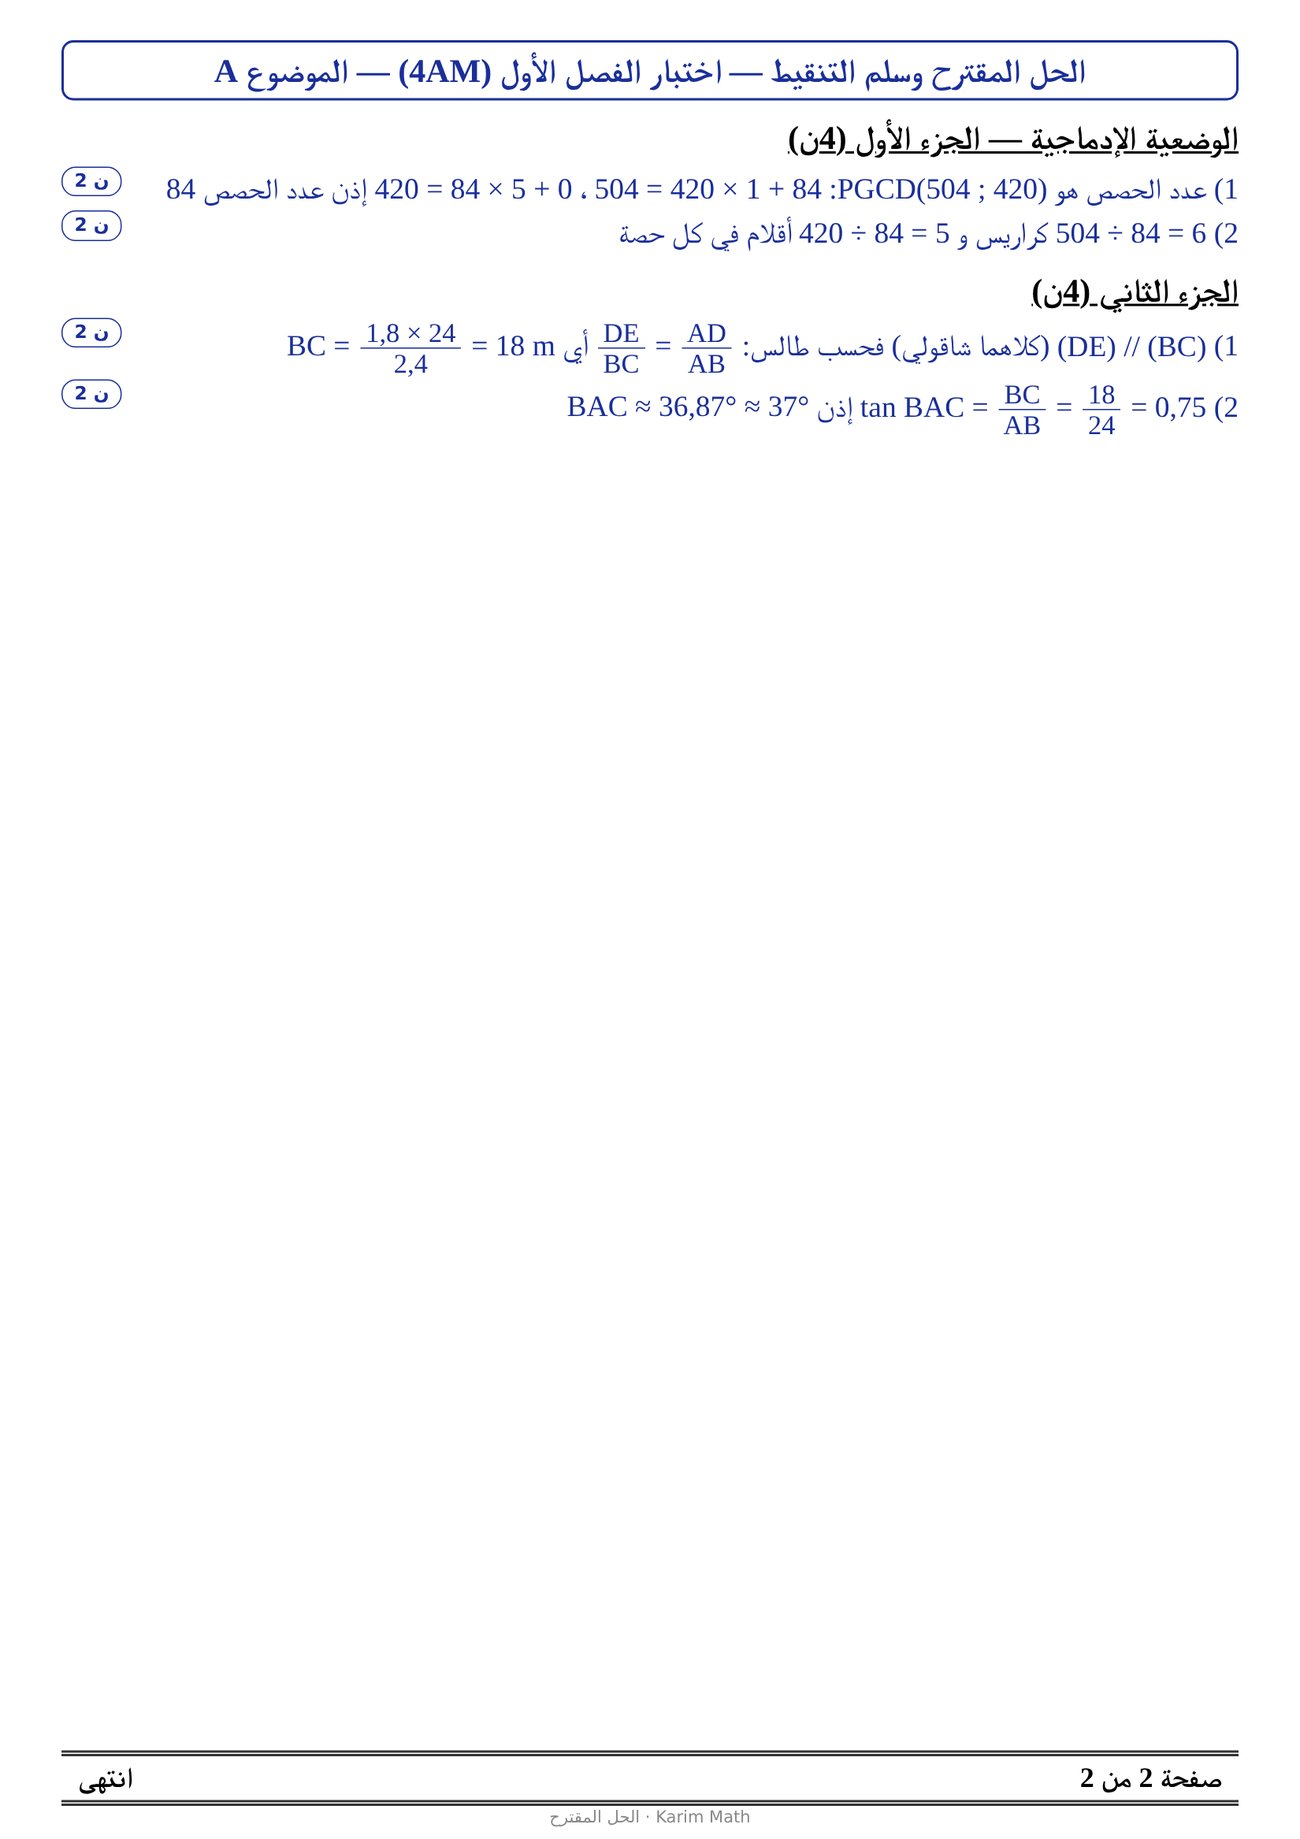 الحل المقترح وسلم التنقيط — اختبار الفصل الأول (4AM) — الموضوع A
الوضعية الإدماجية — الجزء الأول (4ن)
1) عدد الحصص هو PGCD(504 ; 420): 504 = 420 × 1 + 84 ، 420 = 84 × 5 + 0 إذن عدد الحصص 84
2 ن
2) 504 ÷ 84 = 6 كراريس و 420 ÷ 84 = 5 أقلام في كل حصة
2 ن
الجزء الثاني (4ن)
1) (DE) // (BC) (كلاهما شاقولي) فحسب طالس: AD/AB = DE/BC أي BC = 1,8 × 24/2,4 = 18 m
2 ن
2) tan BAC = BC/AB = 18/24 = 0,75 إذن BAC ≈ 36,87° ≈ 37°
2 ن
صفحة 2 من 2
انتهى
Karim Math · الحل المقترح